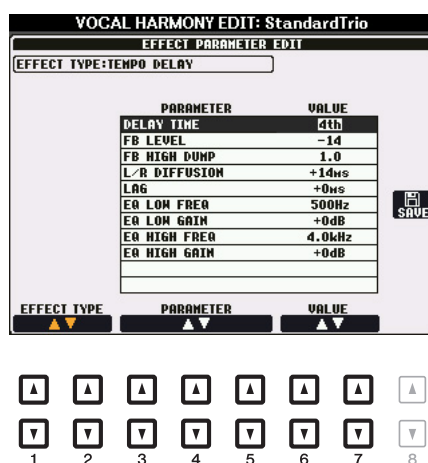 VOCAL HARMONY EDIT: StandardTrio
EFFECT PARAMETER EDIT
EFFECT TYPE:TEMPO DELAY
PARAMETER VALUE
DELAY TIME 4th
FB LEVEL -14
FB HIGH DUMP 1.0
L/R DIFFUSION +14ms
LAG +0ms
EQ LOW FREQ 500Hz
EQ LOW GAIN +0dB
EQ HIGH FREQ 4.0kHz
EQ HIGH GAIN +0dB
SAVE
EFFECT TYPE PARAMETER VALUE
1 2 3 4 5 6 7 8